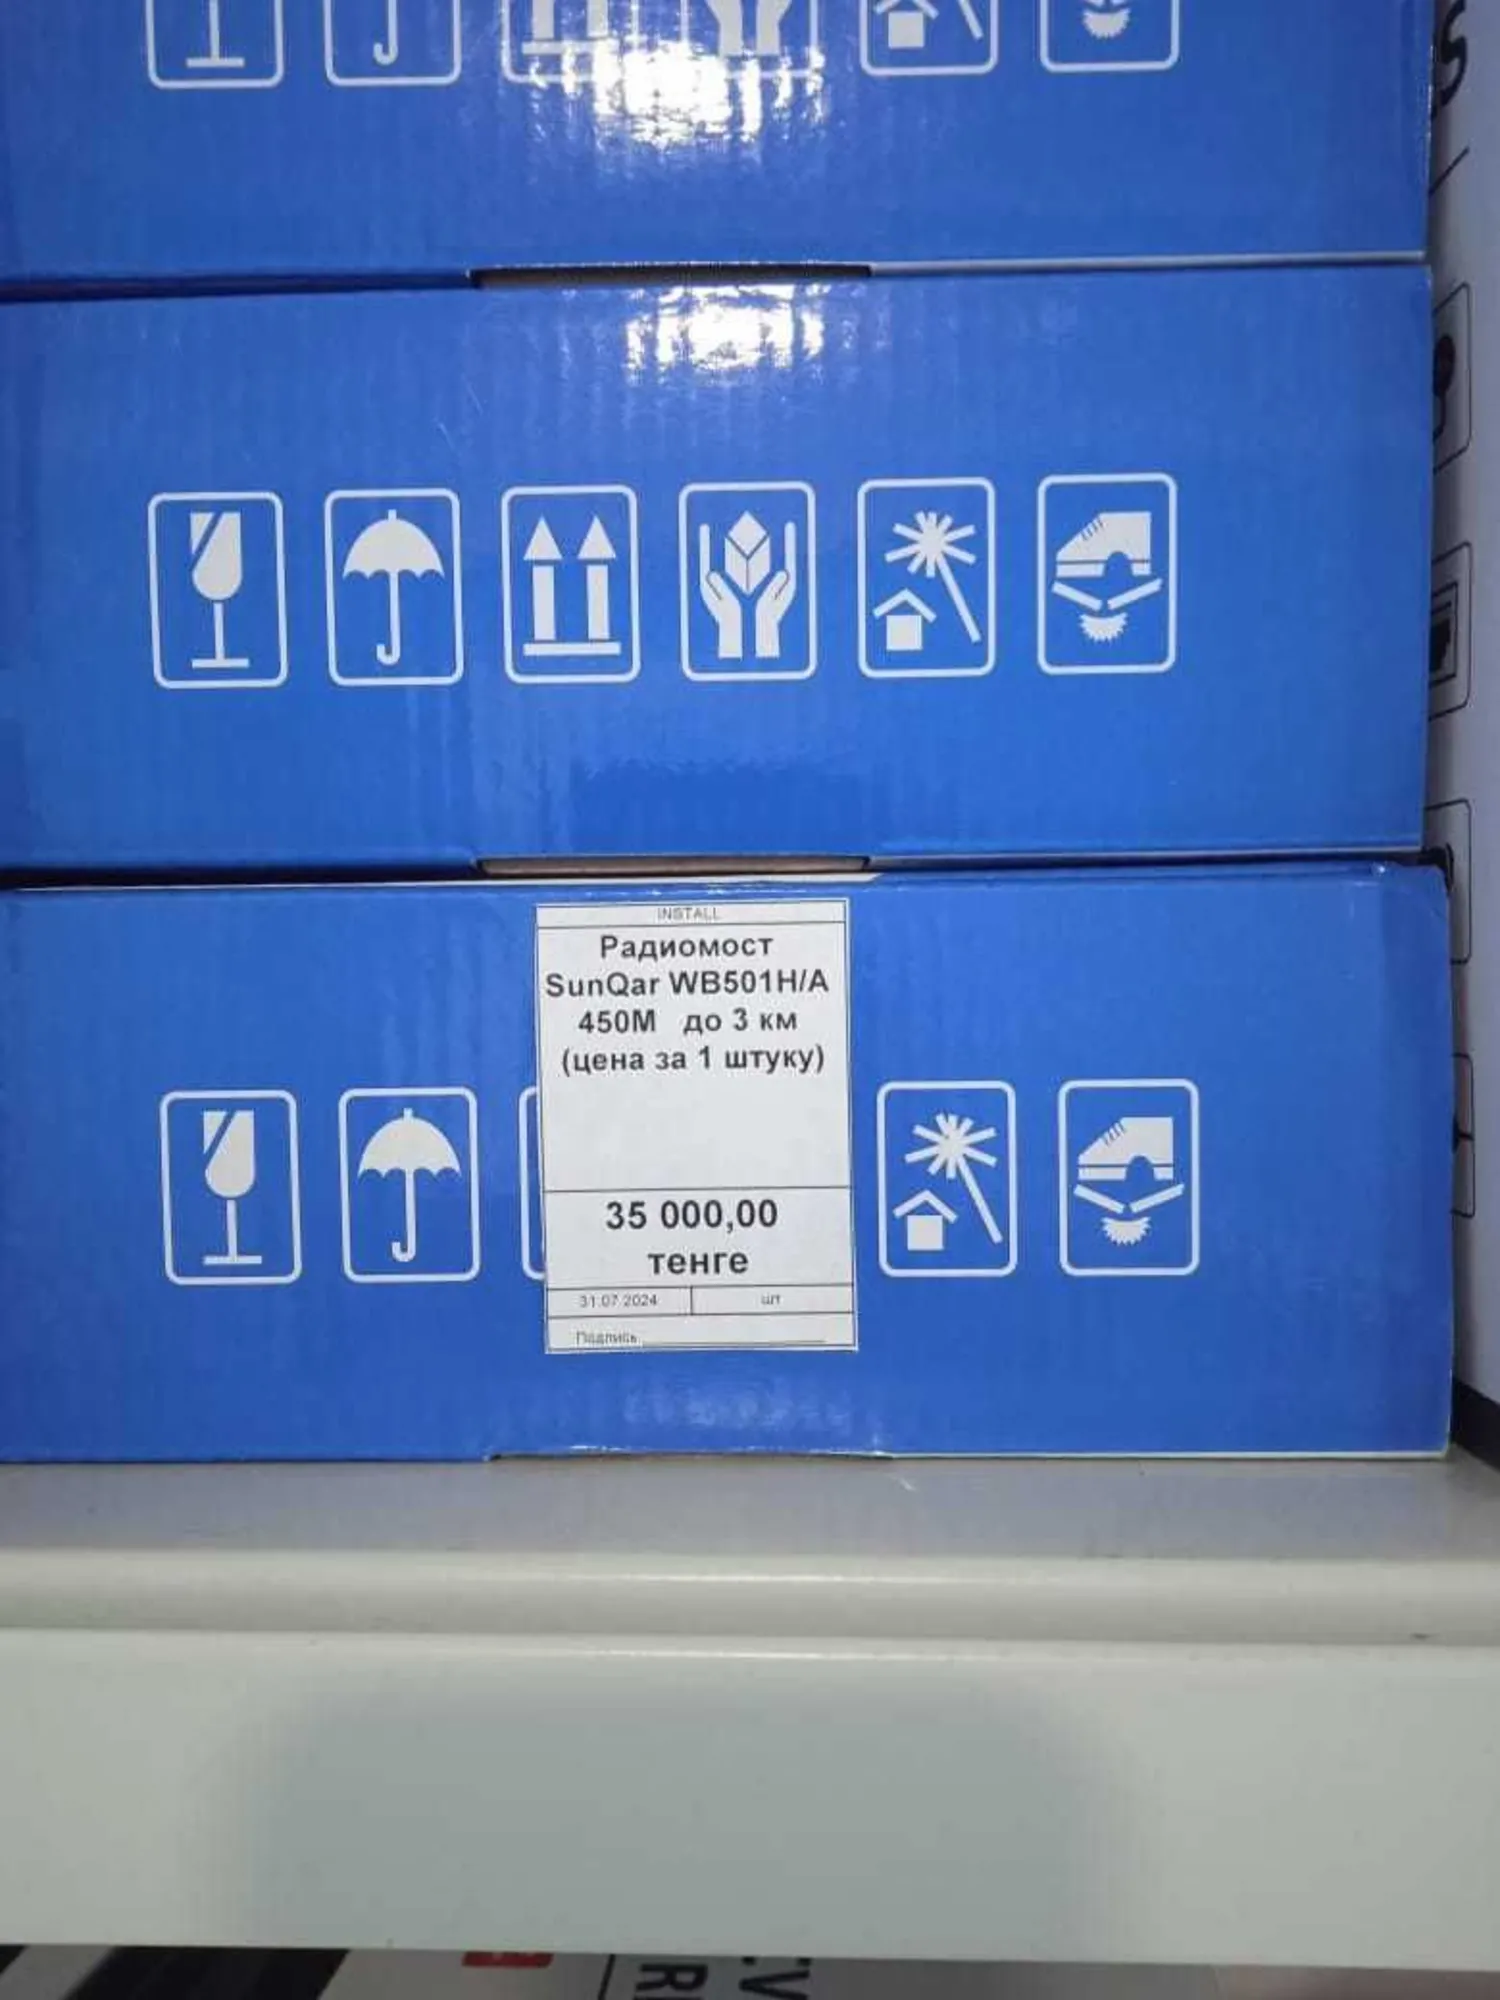 INSTALL
Радиомост
SunQar WB501H/A
450М до 3 км
(цена за 1 штуку)
35 000,00
тенге
31.07.2024 шт
Подпись